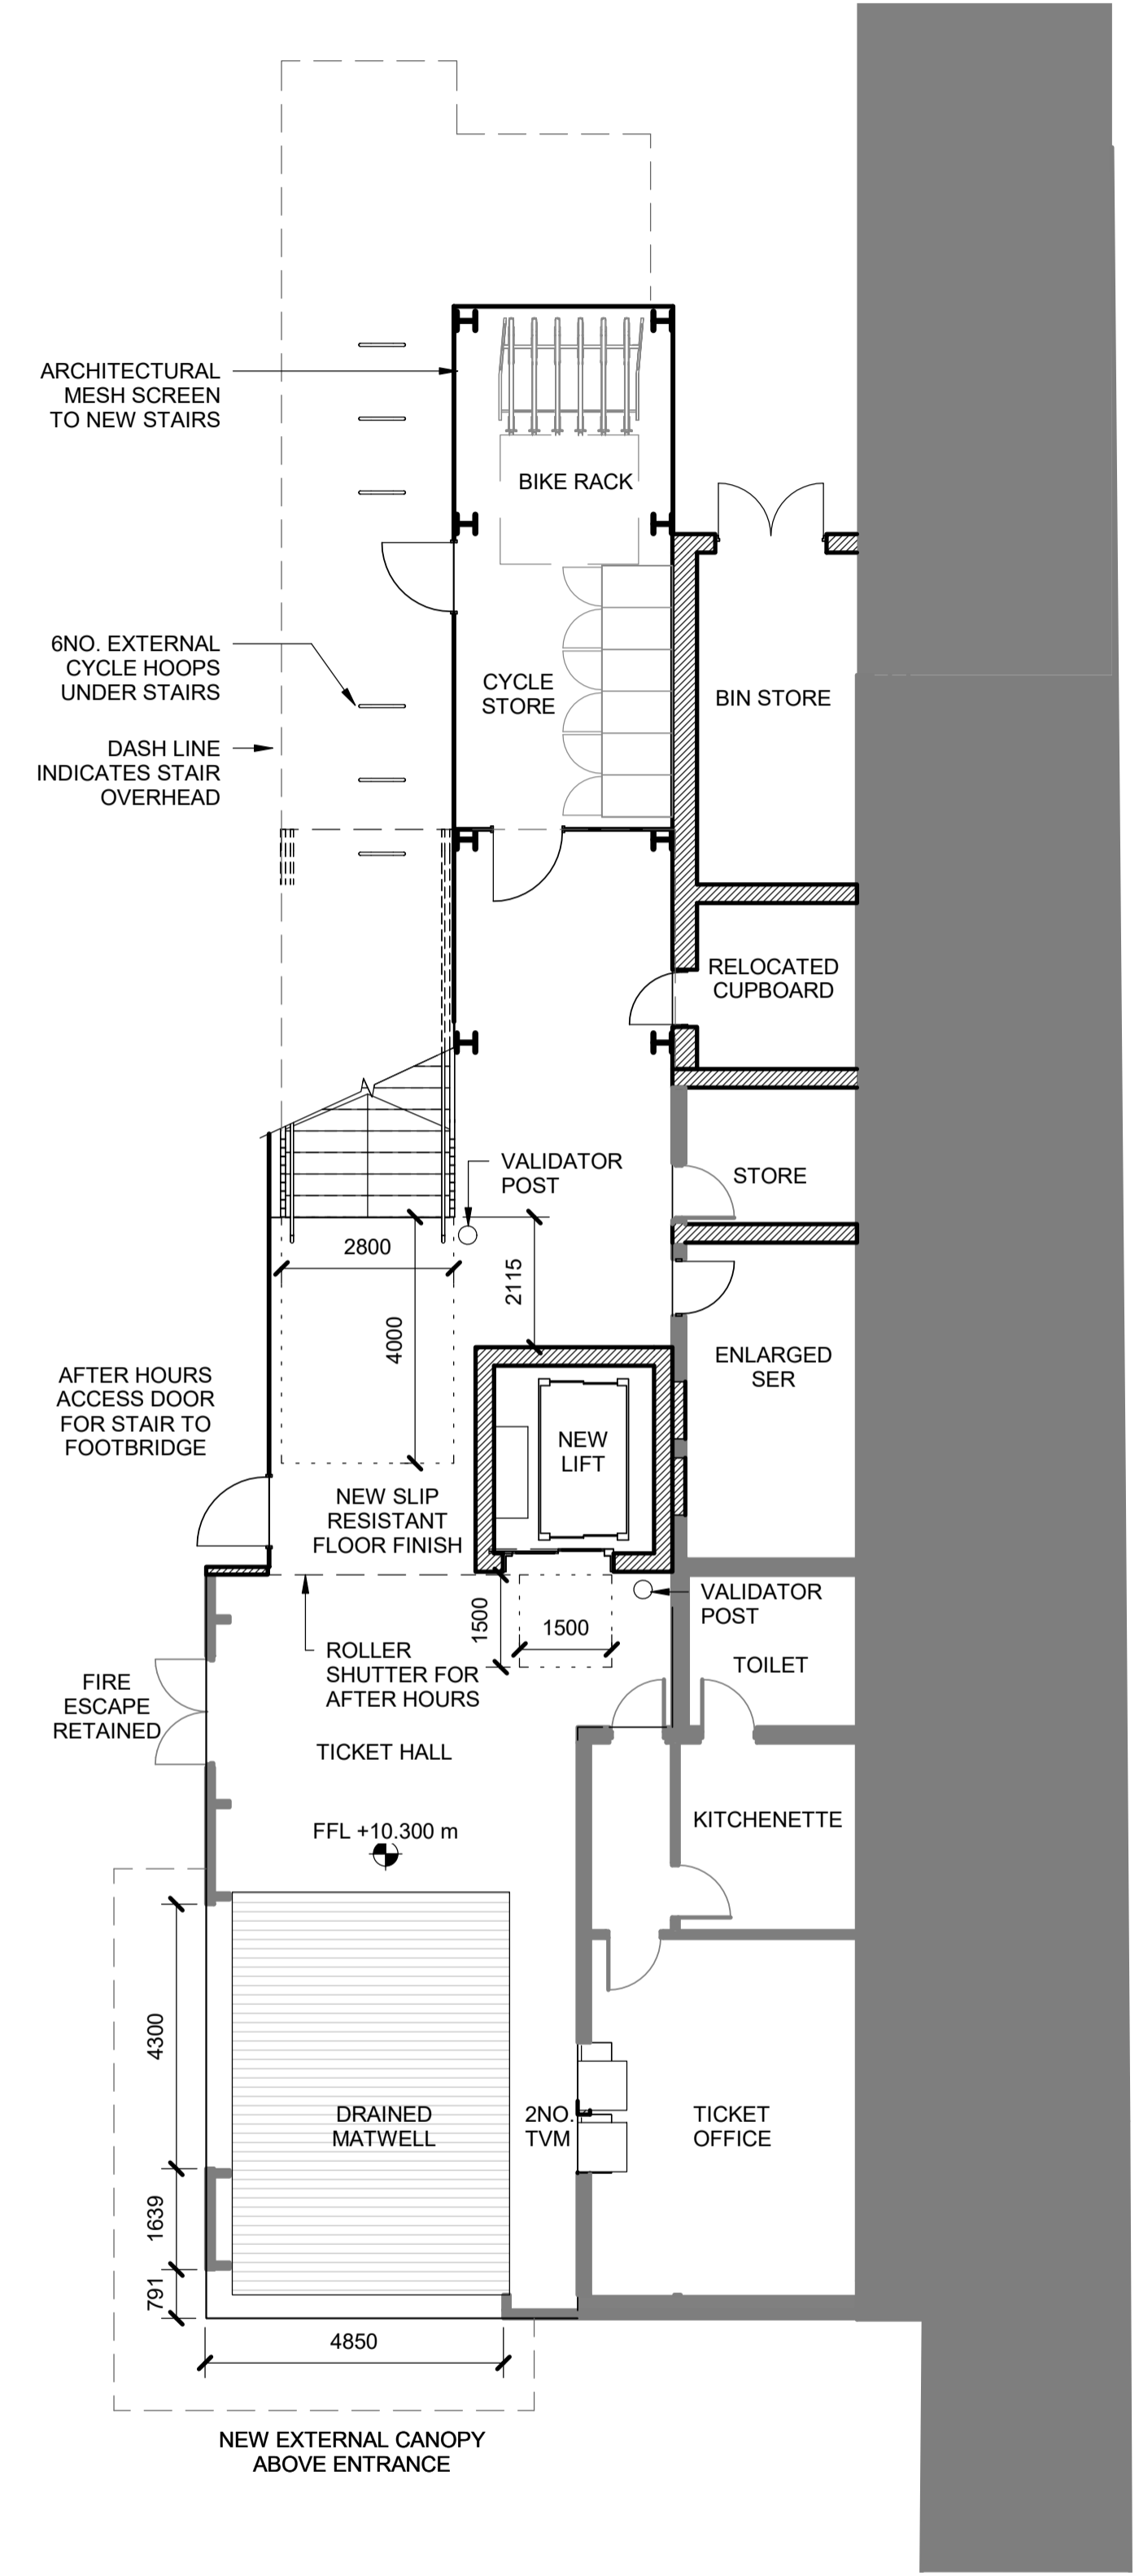 ARCHITECTURAL
MESH SCREEN
TO NEW STAIRS
BIKE RACK
6NO. EXTERNAL
CYCLE HOOPS
UNDER STAIRS
CYCLE
STORE
BIN STORE
DASH LINE
INDICATES STAIR
OVERHEAD
RELOCATED
CUPBOARD
VALIDATOR
POST
STORE
2800
2115
4000
ENLARGED
SER
AFTER HOURS
ACCESS DOOR
FOR STAIR TO
FOOTBRIDGE
NEW
LIFT
NEW SLIP
RESISTANT
FLOOR FINISH
VALIDATOR
POST
1500
1500
ROLLER
SHUTTER FOR
AFTER HOURS
TOILET
FIRE
ESCAPE
RETAINED
TICKET HALL
KITCHENETTE
FFL +10.300 m
4300
DRAINED
MATWELL
2NO.
TVM
TICKET
OFFICE
1639
791
4850
NEW EXTERNAL CANOPY
ABOVE ENTRANCE